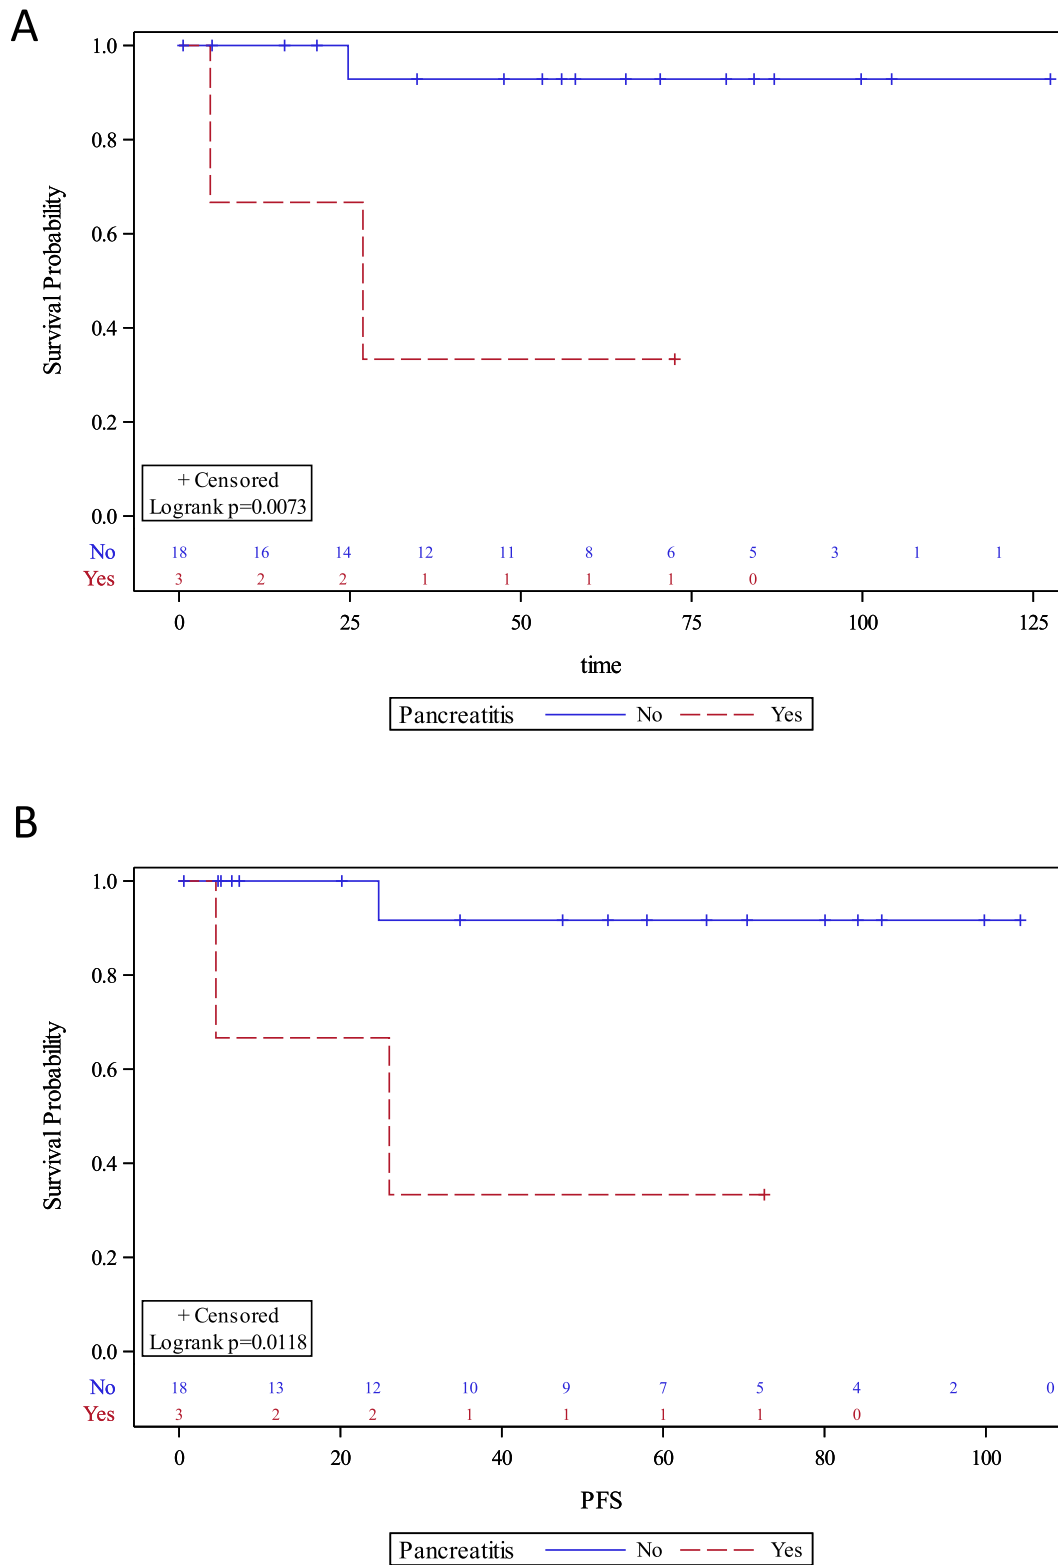 A
1.0
0.8
0.6
0.4
0.2
0.0
Survival Probability
+ Censored
Logrank p=0.0073
No 18 16 14 12 11 8 6 5 3 1 1
Yes 3 2 2 1 1 1 1 0
0 25 50 75 100 125
time
Pancreatitis No Yes
B
1.0
0.8
0.6
0.4
0.2
0.0
Survival Probability
+ Censored
Logrank p=0.0118
No 18 13 12 10 9 7 5 4 2 0
Yes 3 2 2 1 1 1 1 0
0 20 40 60 80 100
PFS
Pancreatitis No Yes